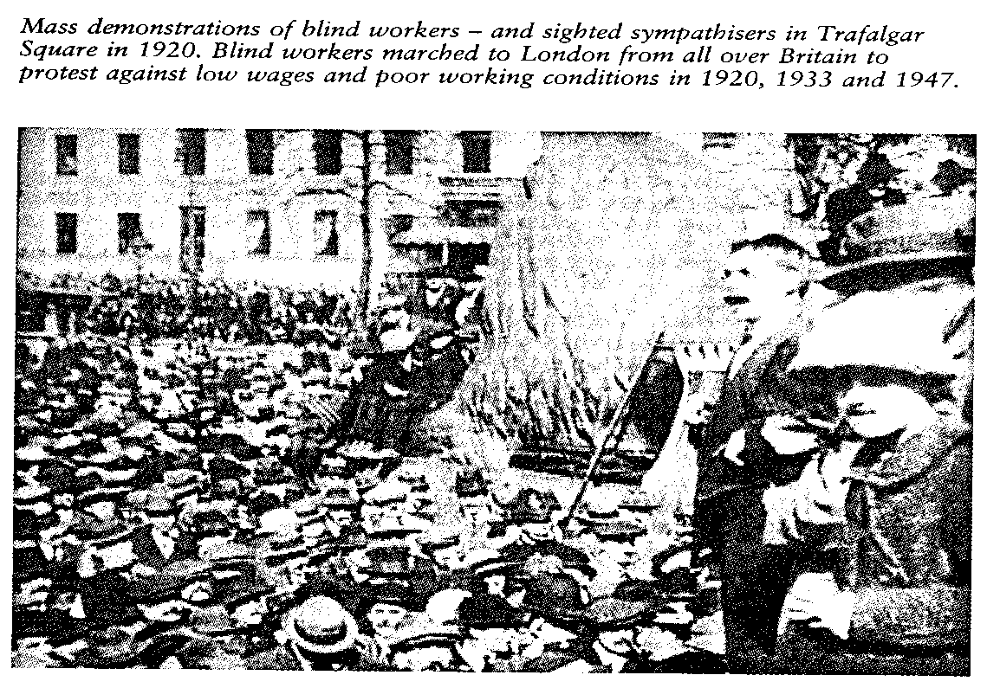 Mass demonstrations of blind workers – and sighted sympathisers in Trafalgar
Square in 1920. Blind workers marched to London from all over Britain to
protest against low wages and poor working conditions in 1920, 1933 and 1947.